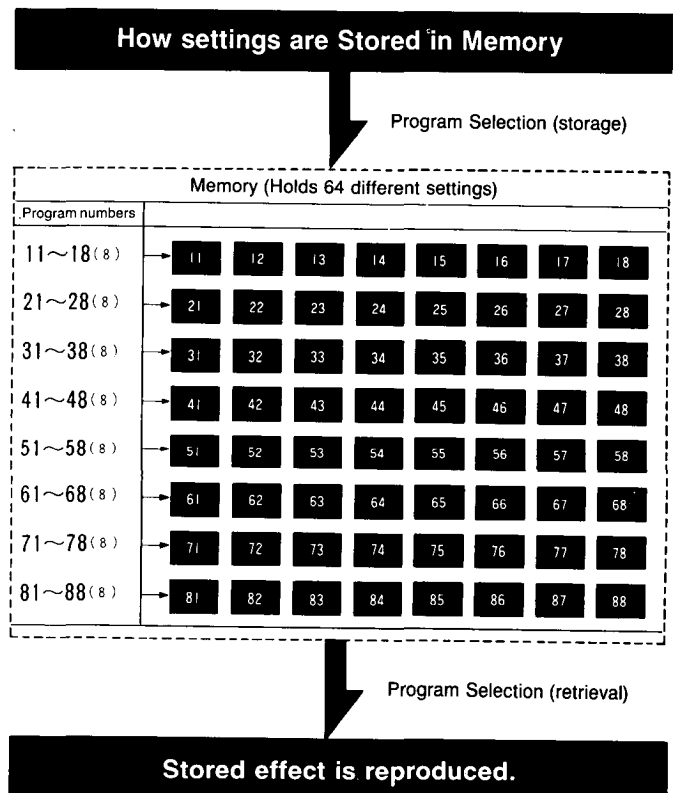 How settings are Stored in Memory
Program Selection (storage)
Memory (Holds 64 different settings)
Program numbers
11〜18(8) 11 12 13 14 15 16 17 18
21〜28(8) 21 22 23 24 25 26 27 28
31〜38(8) 31 32 33 34 35 36 37 38
41〜48(8) 41 42 43 44 45 46 47 48
51〜58(8) 51 52 53 54 55 56 57 58
61〜68(8) 61 62 63 64 65 66 67 68
71〜78(8) 71 72 73 74 75 76 77 78
81〜88(8) 81 82 83 84 85 86 87 88
Program Selection (retrieval)
Stored effect is reproduced.